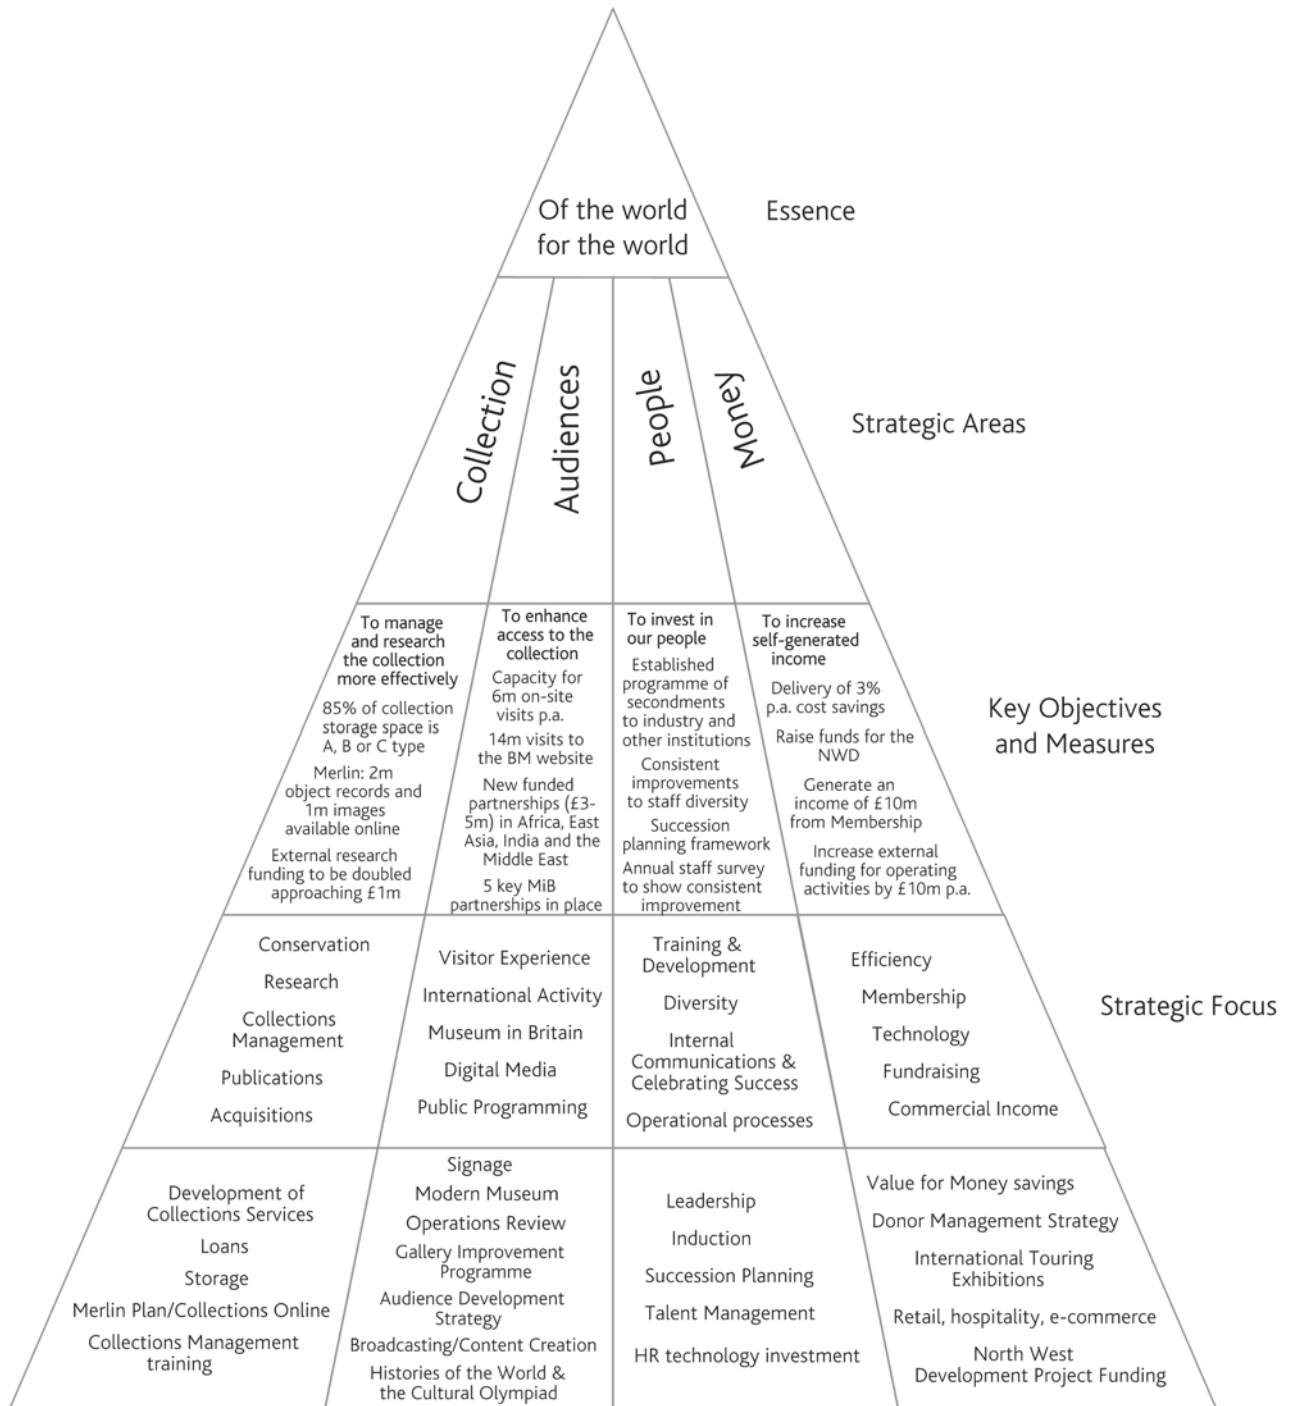 Of the world
for the world
Essence
Collection
Audiences
People
Money
Strategic Areas
To manage
and research
the collection
more effectively
85% of collection
storage space is
A, B or C type
Merlin: 2m
object records and
1m images
available online
External research
funding to be doubled
approaching £1m
To enhance
access to the
collection
Capacity for
6m on-site
visits p.a.
14m visits to
the BM website
New funded
partnerships (£3-
5m) in Africa, East
Asia, India and the
Middle East
5 key MiB
partnerships in place
To invest in
our people
Established
programme of
secondments
to industry and
other institutions
Consistent
improvements
to staff diversity
Succession
planning framework
Annual staff survey
to show consistent
improvement
To increase
self-generated
income
Delivery of 3%
p.a. cost savings
Raise funds for the
NWD
Generate an
income of £10m
from Membership
Increase external
funding for operating
activities by £10m p.a.
Key Objectives
and Measures
Conservation
Research
Collections
Management
Publications
Acquisitions
Visitor Experience
International Activity
Museum in Britain
Digital Media
Public Programming
Training &
Development
Diversity
Internal
Communications &
Celebrating Success
Operational processes
Efficiency
Membership
Technology
Fundraising
Commercial Income
Strategic Focus
Development of
Collections Services
Loans
Storage
Merlin Plan/Collections Online
Collections Management
training
Signage
Modern Museum
Operations Review
Gallery Improvement
Programme
Audience Development
Strategy
Broadcasting/Content Creation
Histories of the World &
the Cultural Olympiad
Leadership
Induction
Succession Planning
Talent Management
HR technology investment
Value for Money savings
Donor Management Strategy
International Touring
Exhibitions
Retail, hospitality, e-commerce
North West
Development Project Funding